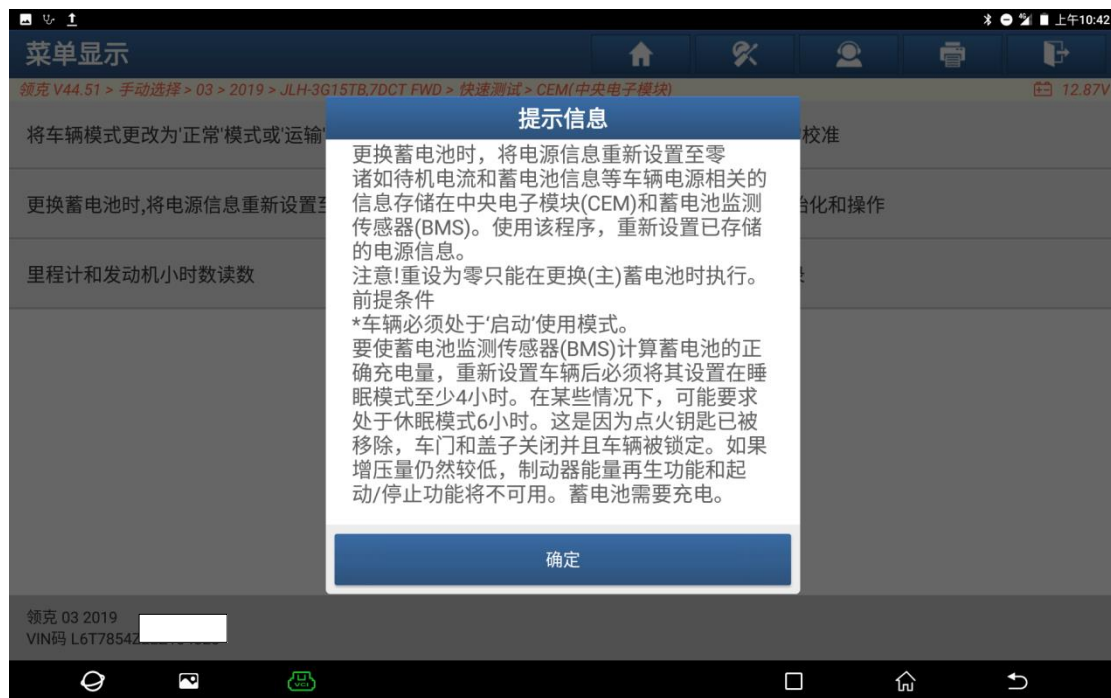 上午10:42
菜单显示
领克 V44.51 > 手动选择 > 03 > 2019 > JLH-3G15TB,7DCT FWD > 快速测试 > CEM(中央电子模块)
12.87V
将车辆模式更改为'正常'模式或'运输'
校准
更换蓄电池时,将电源信息重新设置至
化和操作
里程计和发动机小时数读数
提示信息
更换蓄电池时，将电源信息重新设置至零
诸如待机电流和蓄电池信息等车辆电源相关的
信息存储在中央电子模块(CEM)和蓄电池监测
传感器(BMS)。使用该程序，重新设置已存储
的电源信息。
注意!重设为零只能在更换(主)蓄电池时执行。
前提条件
*车辆必须处于‘启动’使用模式。
要使蓄电池监测传感器(BMS)计算蓄电池的正
确充电量，重新设置车辆后必须将其设置在睡
眠模式至少4小时。在某些情况下，可能要求
处于休眠模式6小时。这是因为点火钥匙已被
移除，车门和盖子关闭并且车辆被锁定。如果
增压量仍然较低，制动器能量再生功能和起
动/停止功能将不可用。蓄电池需要充电。
确定
领克 03 2019
VIN码 L6T7854Z
VCI